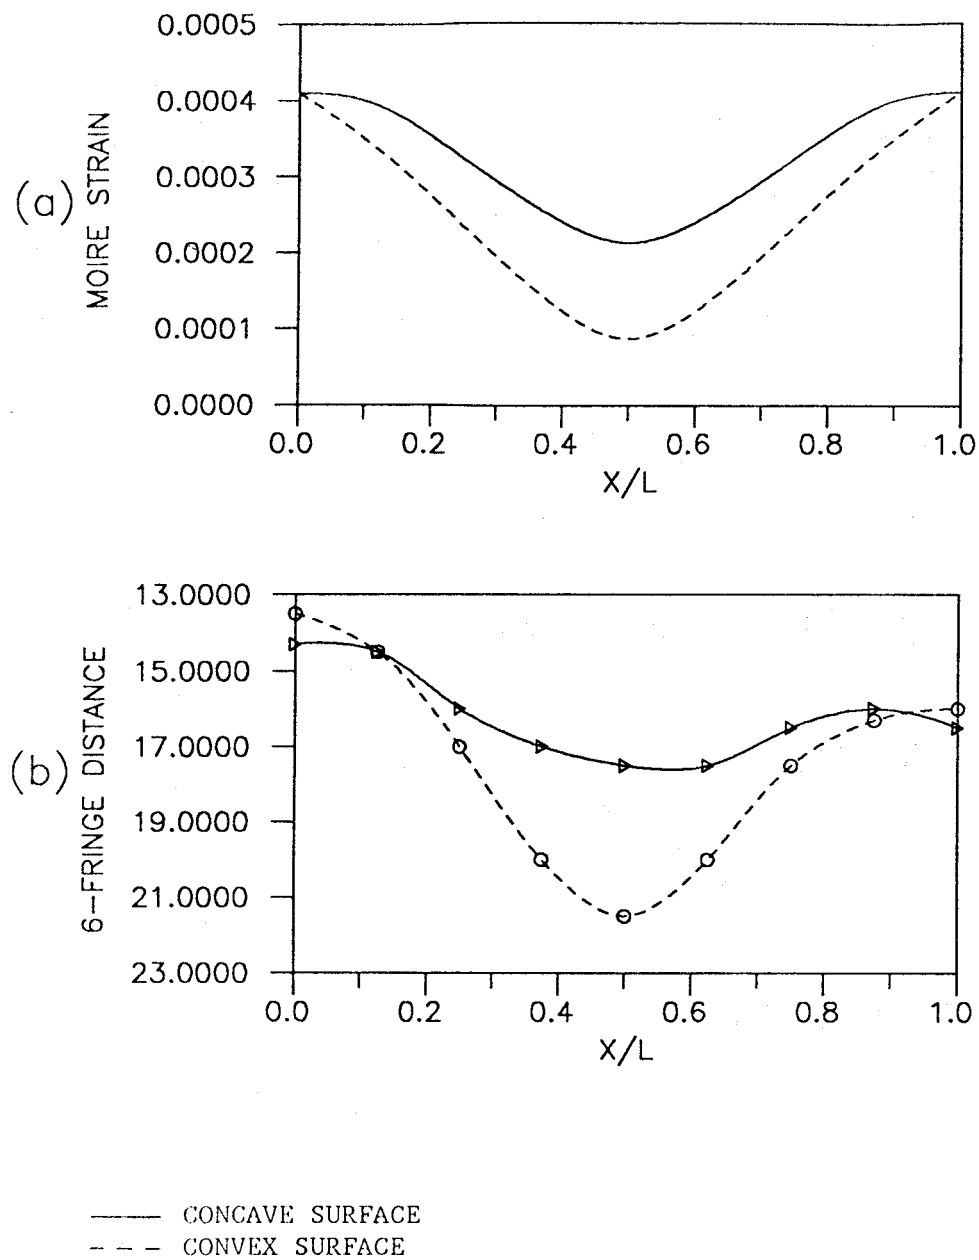 (a)
MOIRE STRAIN
0.0005
0.0004
0.0003
0.0002
0.0001
0.0000
0.0 0.2 0.4 0.6 0.8 1.0
X/L
(b)
6-FRINGE DISTANCE
13.0000
15.0000
17.0000
19.0000
21.0000
23.0000
0.0 0.2 0.4 0.6 0.8 1.0
X/L
CONCAVE SURFACE
CONVEX SURFACE